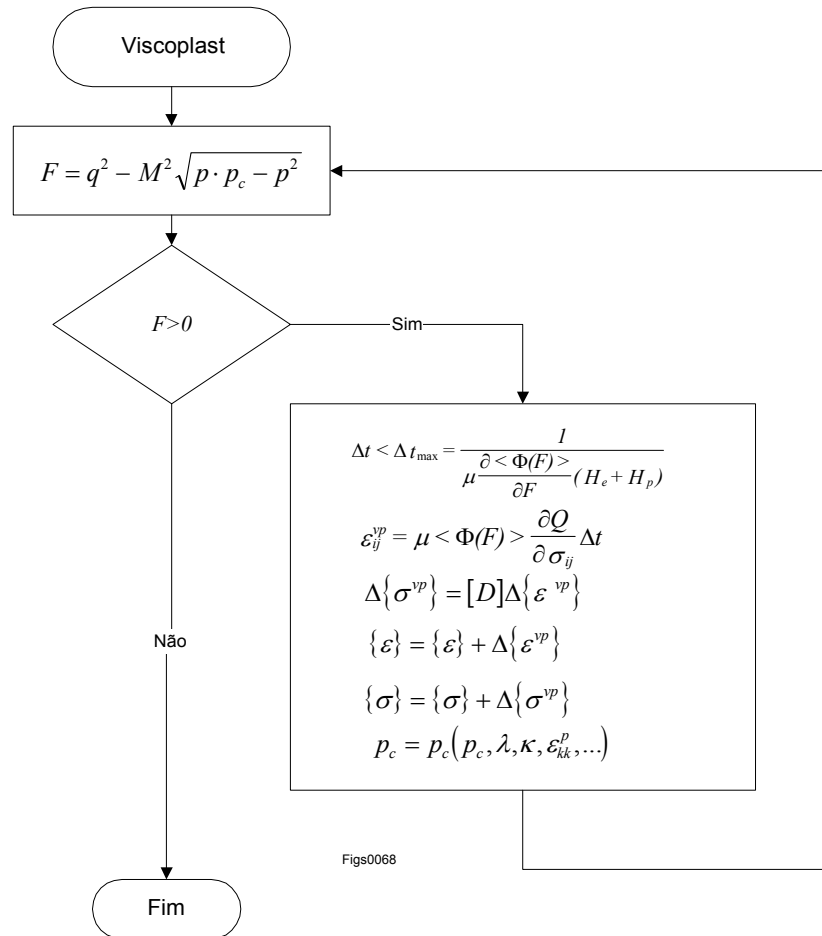 Viscoplast
F = q² − M² √(p · p_c − p²)
F>0
Sim
Δt < Δt_max = 1 / (μ (∂<Φ(F)>/∂F) (H_e + H_p))
ε_ij^vp = μ < Φ(F) > (∂Q/∂σ_ij) Δt
Δ{σ^vp} = [D]Δ{ε^vp}
{ε} = {ε} + Δ{ε^vp}
{σ} = {σ} + Δ{σ^vp}
p_c = p_c(p_c, λ, κ, ε_kk^p, ...)
Não
Figs0068
Fim